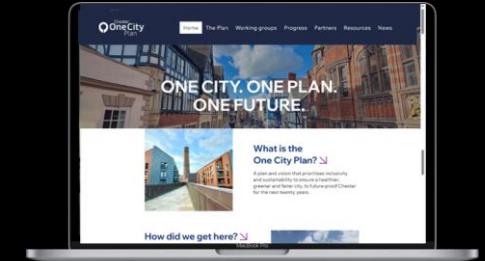 Chester
OneCity
Plan
Home The Plan Working groups Progress Partners Resources News
ONE CITY. ONE PLAN.
ONE FUTURE.
What is the
One City Plan?
A plan and vision that prioritises inclusivity
and sustainability to ensure a healthier,
greener and fairer city, to future-proof Chester
for the next twenty years.
How did we get here?
MacBook Pro